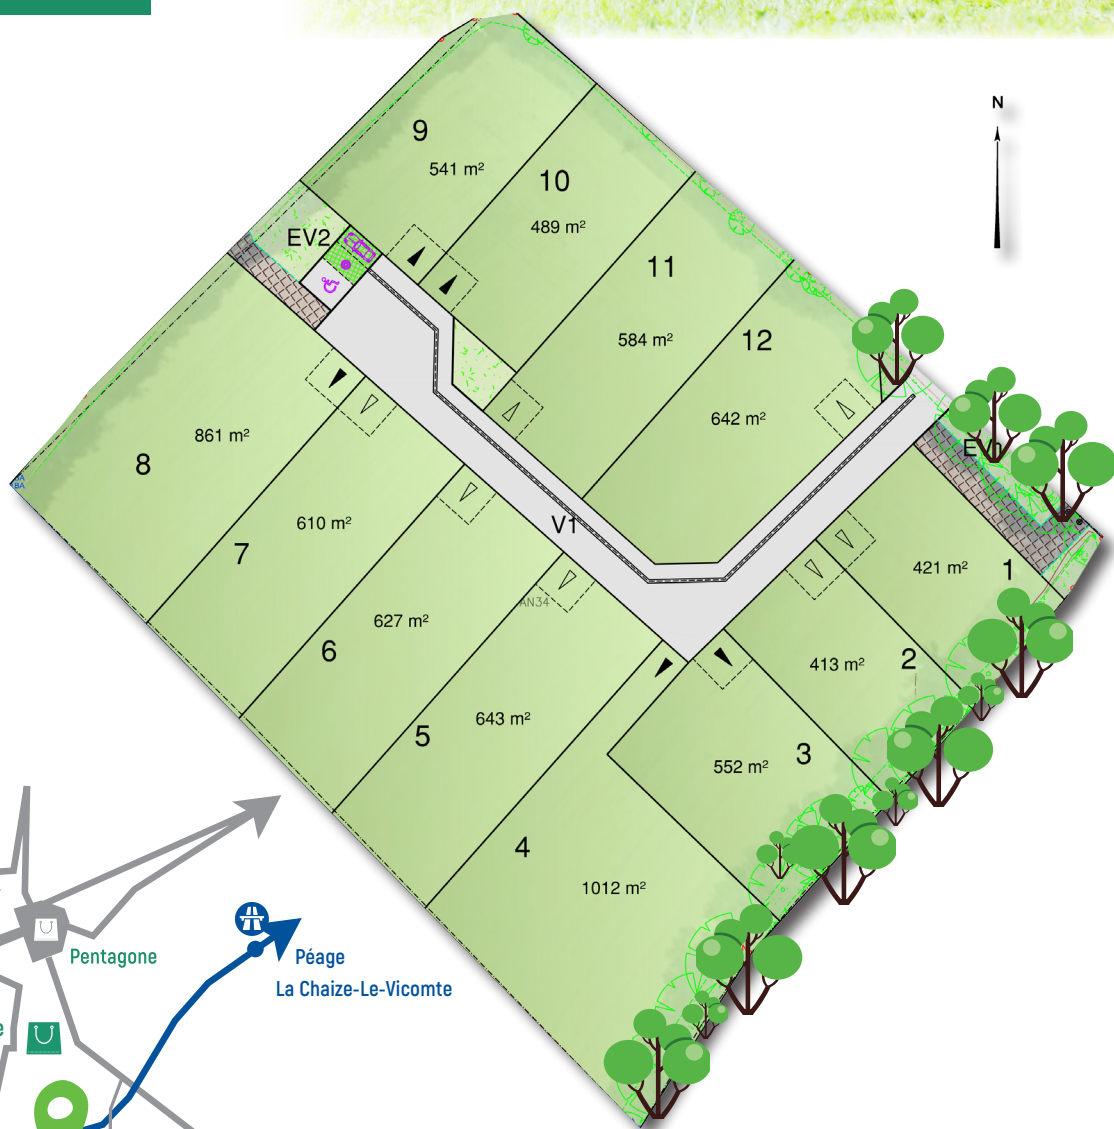 N
9
541 m²
10
489 m²
EV2
11
584 m²
12
642 m²
EV1
861 m²
8
610 m²
7
V1
421 m²
1
AN34
627 m²
6
413 m²
2
643 m²
5
552 m²
3
4
1012 m²
BA
BA
Pentagone
Péage
La Chaize-Le-Vicomte
e